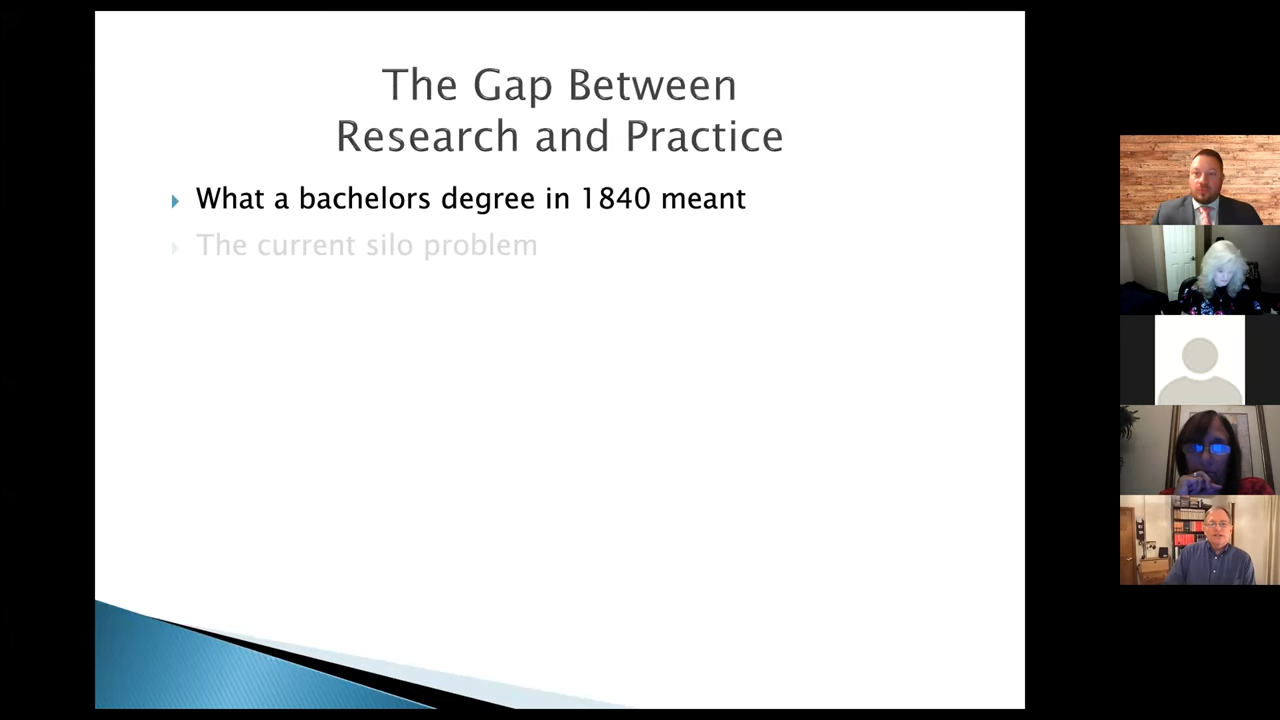 The Gap Between
Research and Practice
What a bachelors degree in 1840 meant
The current silo problem